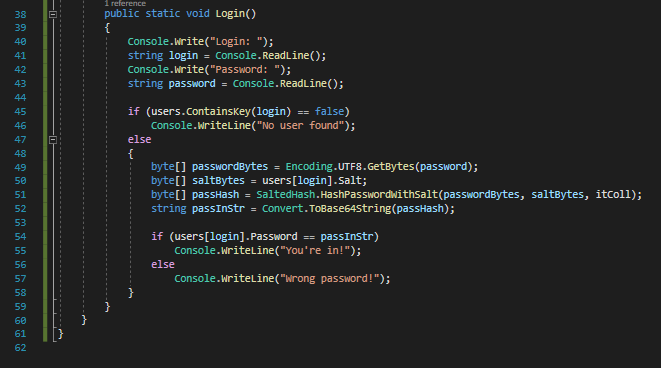 1 reference
38 public static void Login()
39 {
40 Console.Write("Login: ");
41 string login = Console.ReadLine();
42 Console.Write("Password: ");
43 string password = Console.ReadLine();
44
45 if (users.ContainsKey(login) == false)
46 Console.WriteLine("No user found");
47 else
48 {
49 byte[] passwordBytes = Encoding.UTF8.GetBytes(password);
50 byte[] saltBytes = users[login].Salt;
51 byte[] passHash = SaltedHash.HashPasswordWithSalt(passwordBytes, saltBytes, itColl);
52 string passInStr = Convert.ToBase64String(passHash);
53
54 if (users[login].Password == passInStr)
55 Console.WriteLine("You're in!");
56 else
57 Console.WriteLine("Wrong password!");
58 }
59 }
60 }
61 }
62